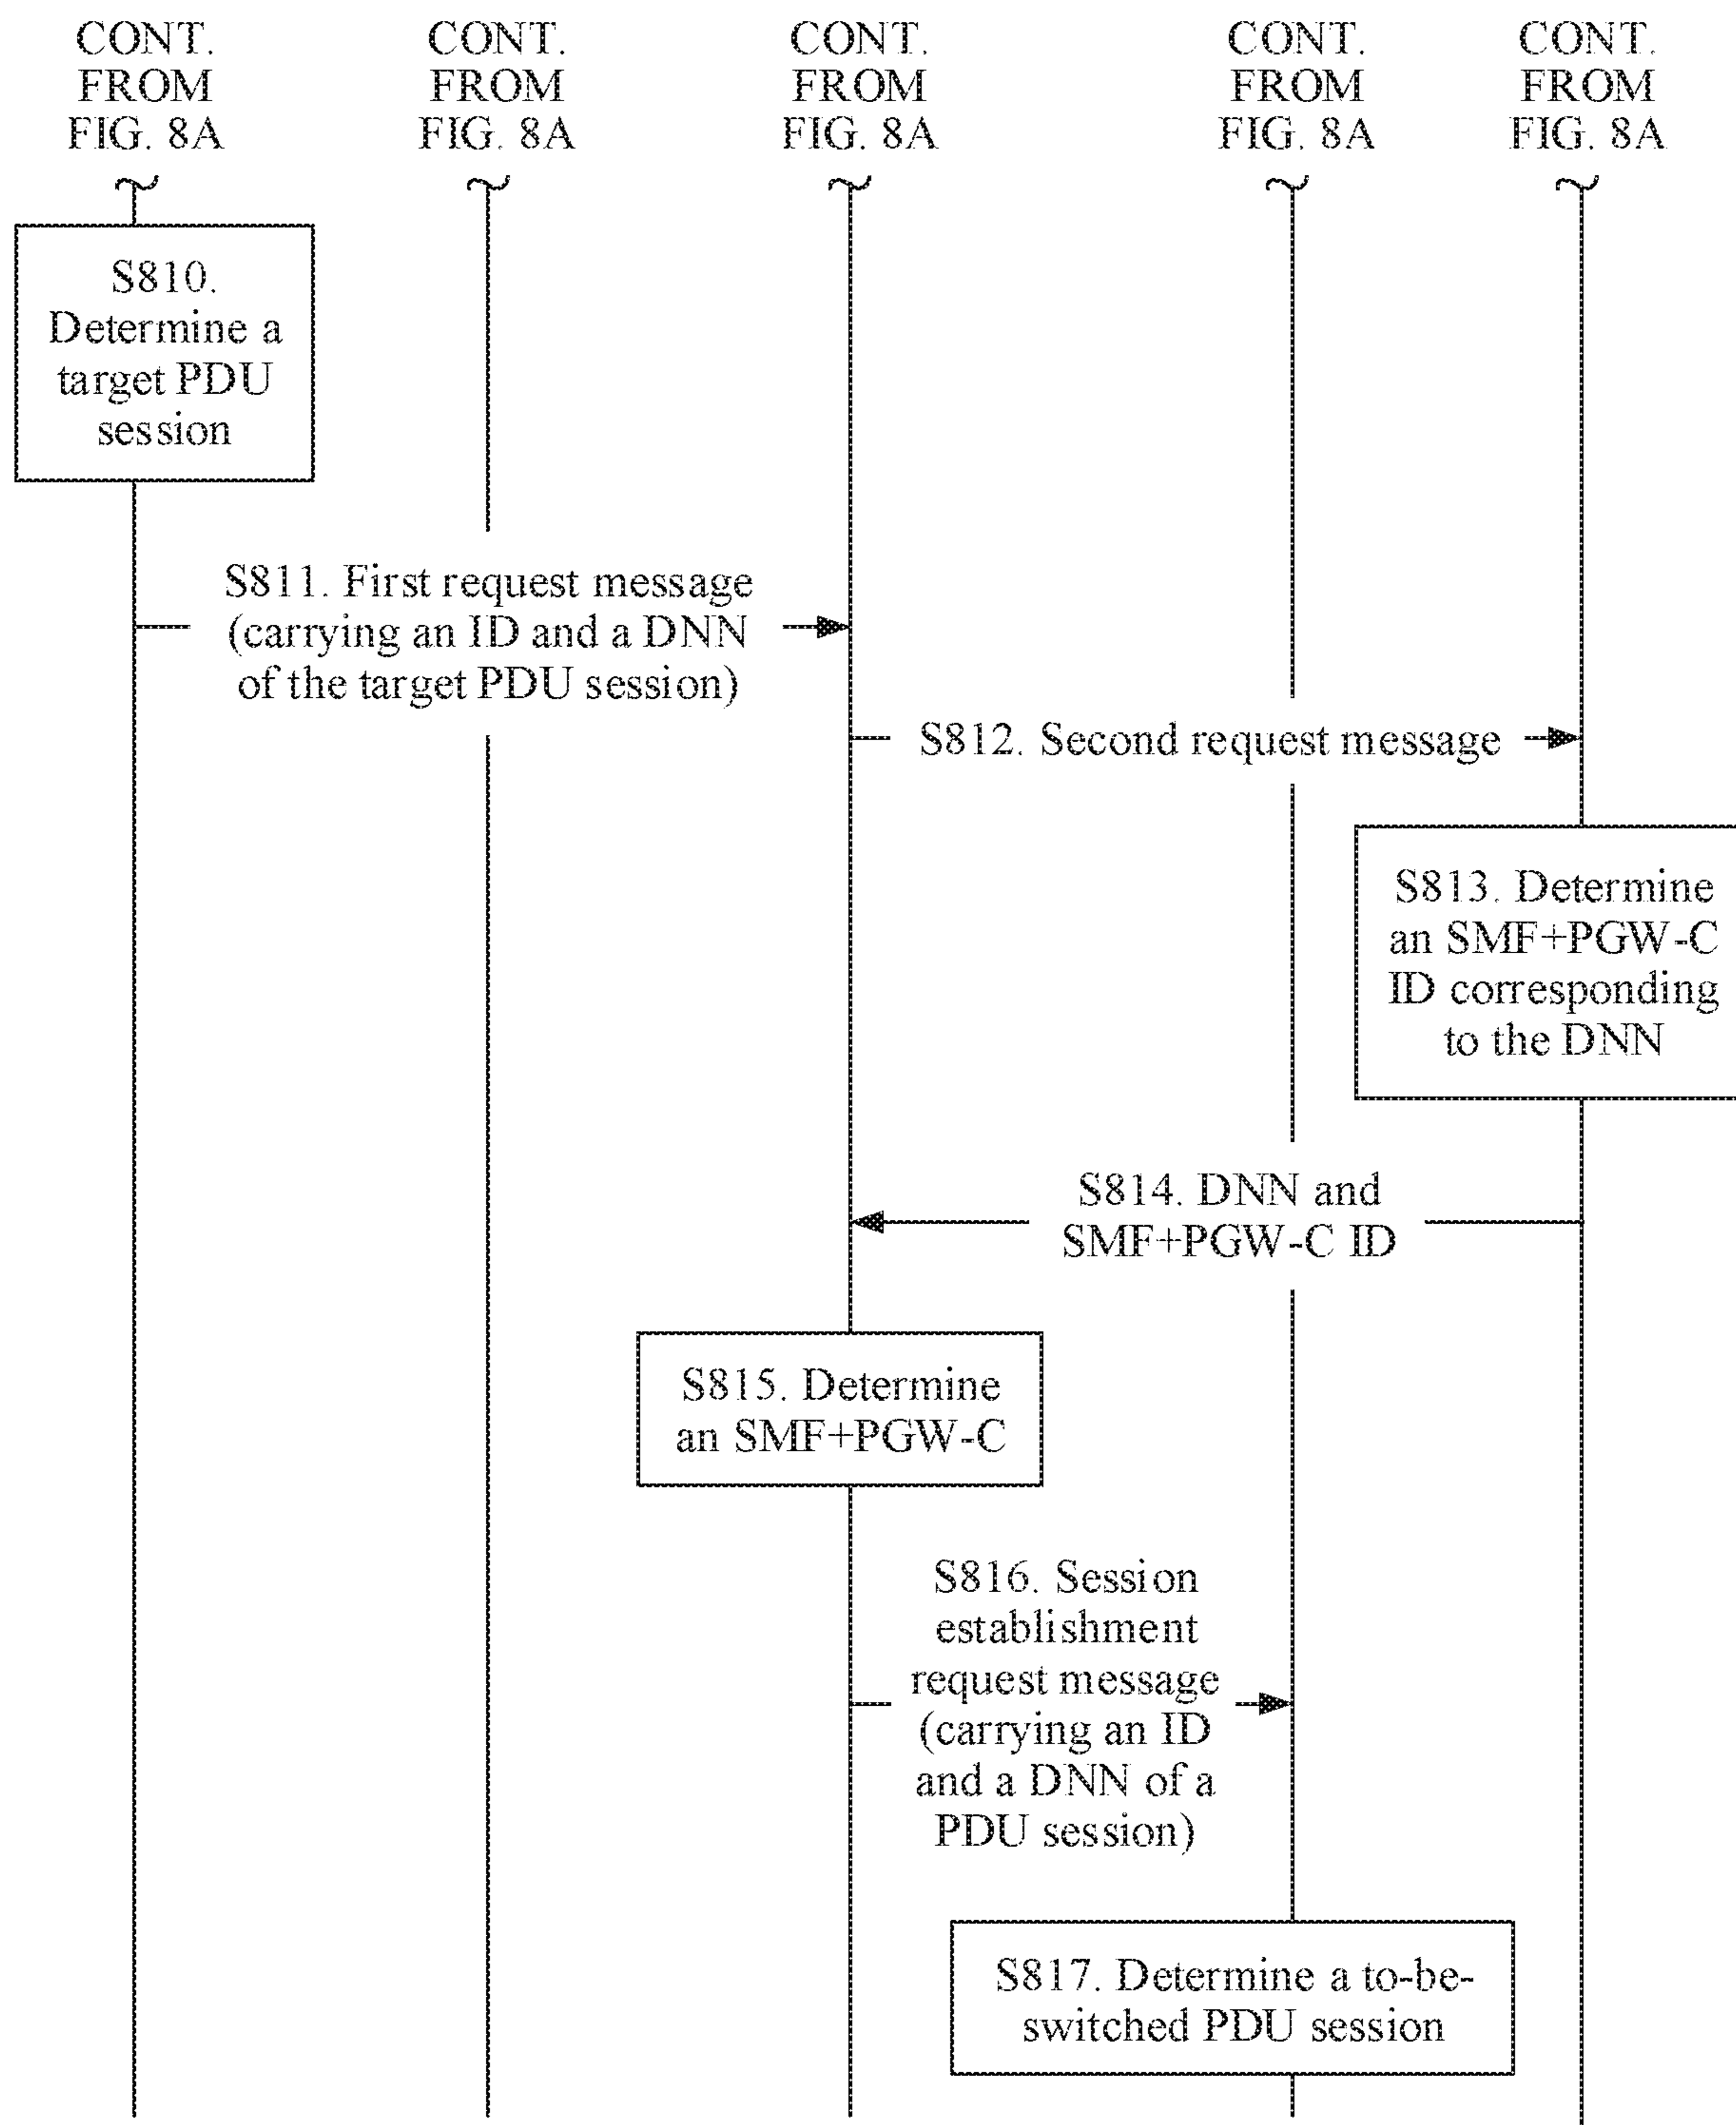 CONT.
FROM
FIG. 8A
CONT.
FROM
FIG. 8A
CONT.
FROM
FIG. 8A
CONT.
FROM
FIG. 8A
CONT.
FROM
FIG. 8A
S810.
Determine a
target PDU
session
S811. First request message
(carrying an ID and a DNN
of the target PDU session)
S812. Second request message
S813. Determine
an SMF+PGW-C
ID corresponding
to the DNN
S814. DNN and
SMF+PGW-C ID
S815. Determine
an SMF+PGW-C
S816. Session
establishment
request message
(carrying an ID
and a DNN of a
PDU session)
S817. Determine a to-be-
switched PDU session